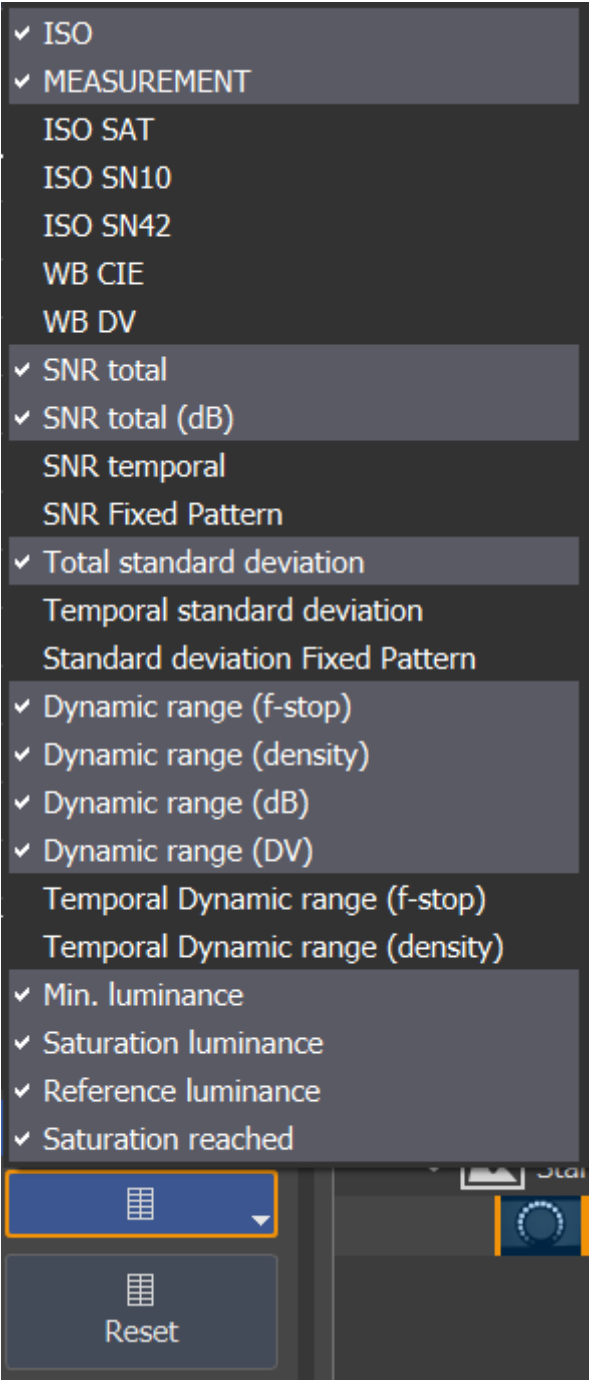 ISO
MEASUREMENT
ISO SAT
ISO SN10
ISO SN42
WB CIE
WB DV
SNR total
SNR total (dB)
SNR temporal
SNR Fixed Pattern
Total standard deviation
Temporal standard deviation
Standard deviation Fixed Pattern
Dynamic range (f-stop)
Dynamic range (density)
Dynamic range (dB)
Dynamic range (DV)
Temporal Dynamic range (f-stop)
Temporal Dynamic range (density)
Min. luminance
Saturation luminance
Reference luminance
Saturation reached
Reset